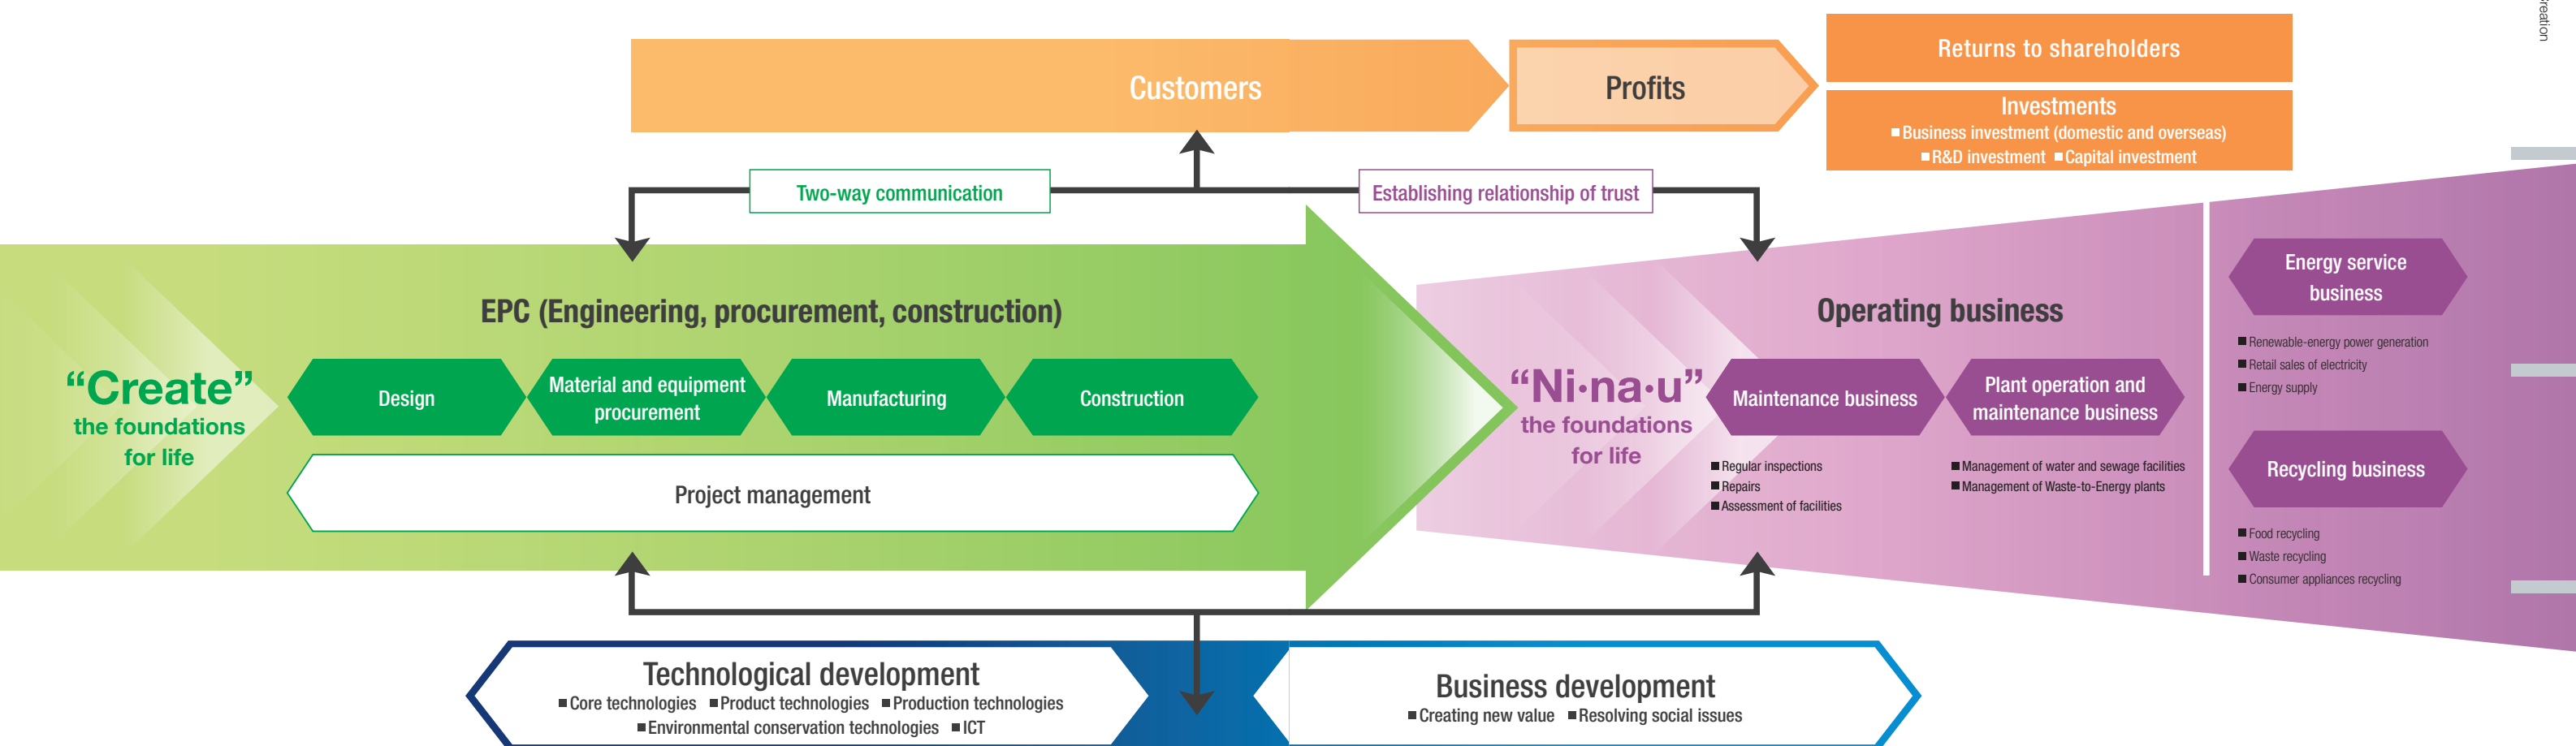 Customers
Profits
Returns to shareholders
Investments
■ Business investment (domestic and overseas)
■ R&D investment ■ Capital investment
Two-way communication
Establishing relationship of trust
EPC (Engineering, procurement, construction)
“Create”
the foundations
for life
Design
Material and equipment
procurement
Manufacturing
Construction
Project management
Operating business
“Ni•na•u”
the foundations
for life
Maintenance business
■ Regular inspections
■ Repairs
■ Assessment of facilities
Plant operation and
maintenance business
■ Management of water and sewage facilities
■ Management of Waste-to-Energy plants
Energy service
business
■ Renewable-energy power generation
■ Retail sales of electricity
■ Energy supply
Recycling business
■ Food recycling
■ Waste recycling
■ Consumer appliances recycling
Technological development
■ Core technologies ■ Product technologies ■ Production technologies
■ Environmental conservation technologies ■ ICT
Business development
■ Creating new value ■ Resolving social issues